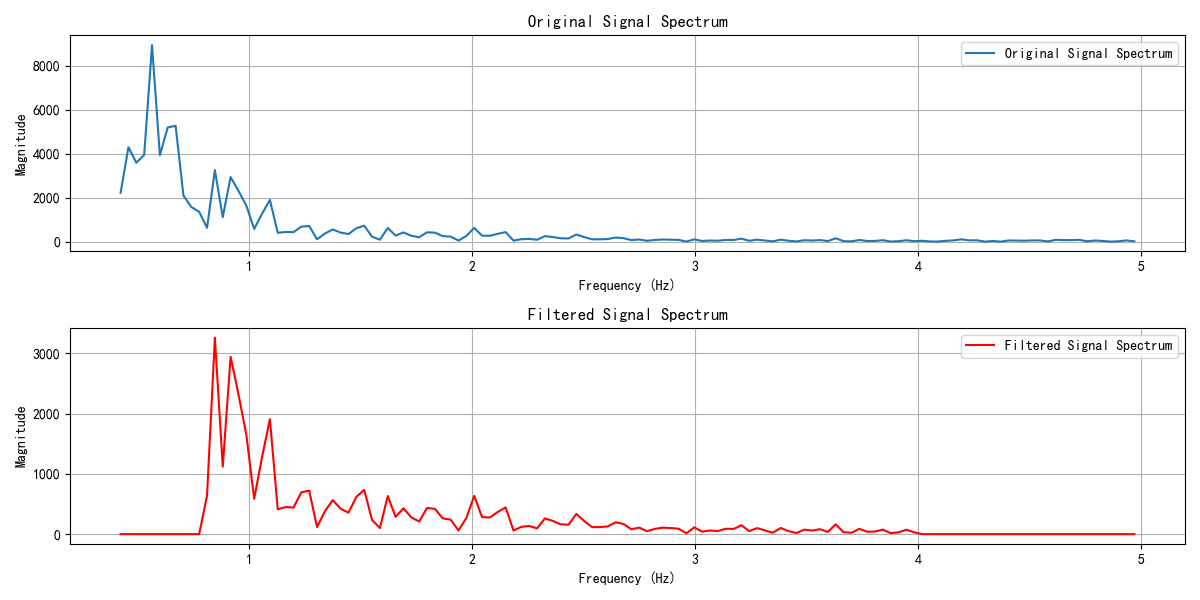 Original Signal Spectrum
Original Signal Spectrum
Magnitude
8000
6000
4000
2000
0
1 2 3 4 5
Frequency (Hz)
Filtered Signal Spectrum
Filtered Signal Spectrum
Magnitude
3000
2000
1000
0
1 2 3 4 5
Frequency (Hz)